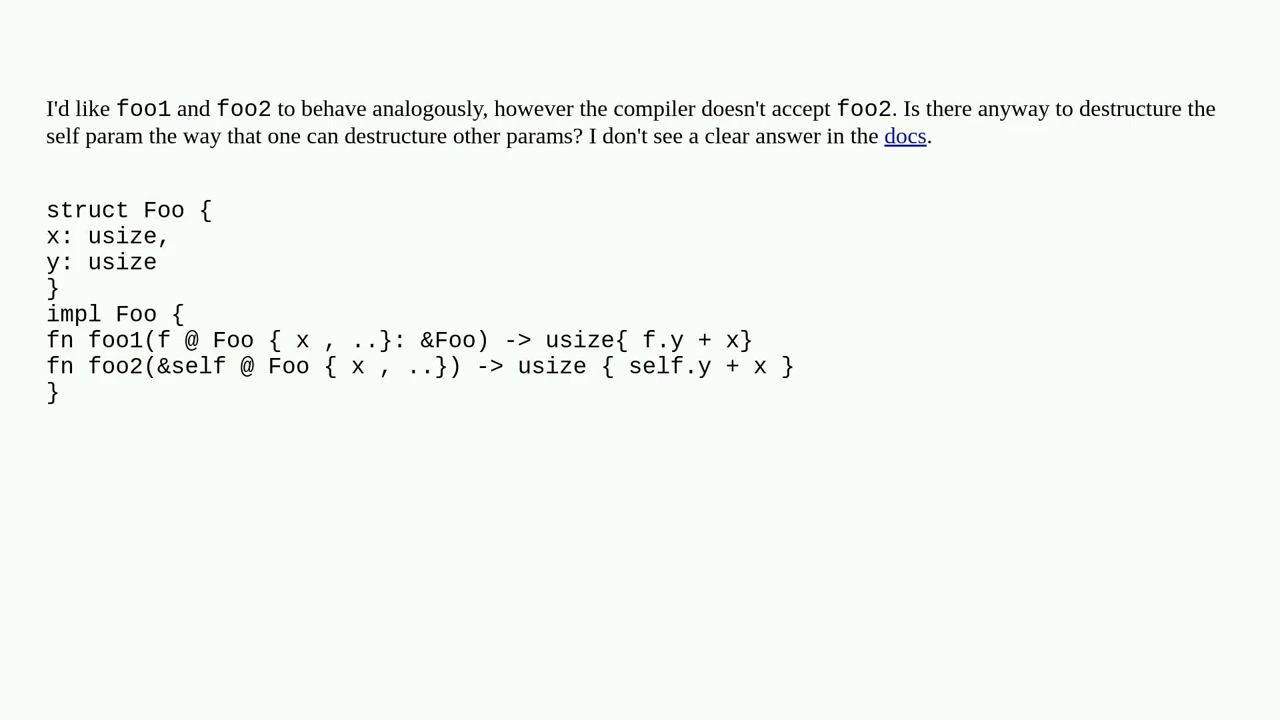 I'd like foo1 and foo2 to behave analogously, however the compiler doesn't accept foo2. Is there anyway to destructure the
self param the way that one can destructure other params? I don't see a clear answer in the docs.
struct Foo {
x: usize,
y: usize
}
impl Foo {
fn foo1(f @ Foo { x , ..}: &Foo) -> usize{ f.y + x}
fn foo2(&self @ Foo { x , ..}) -> usize { self.y + x }
}